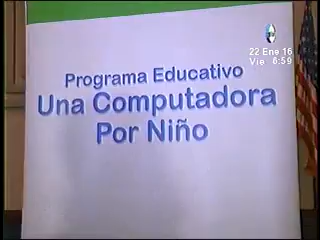 22 Ene 16
Vie 6:59
Programa Educativo
Una Computadora
Por Niño